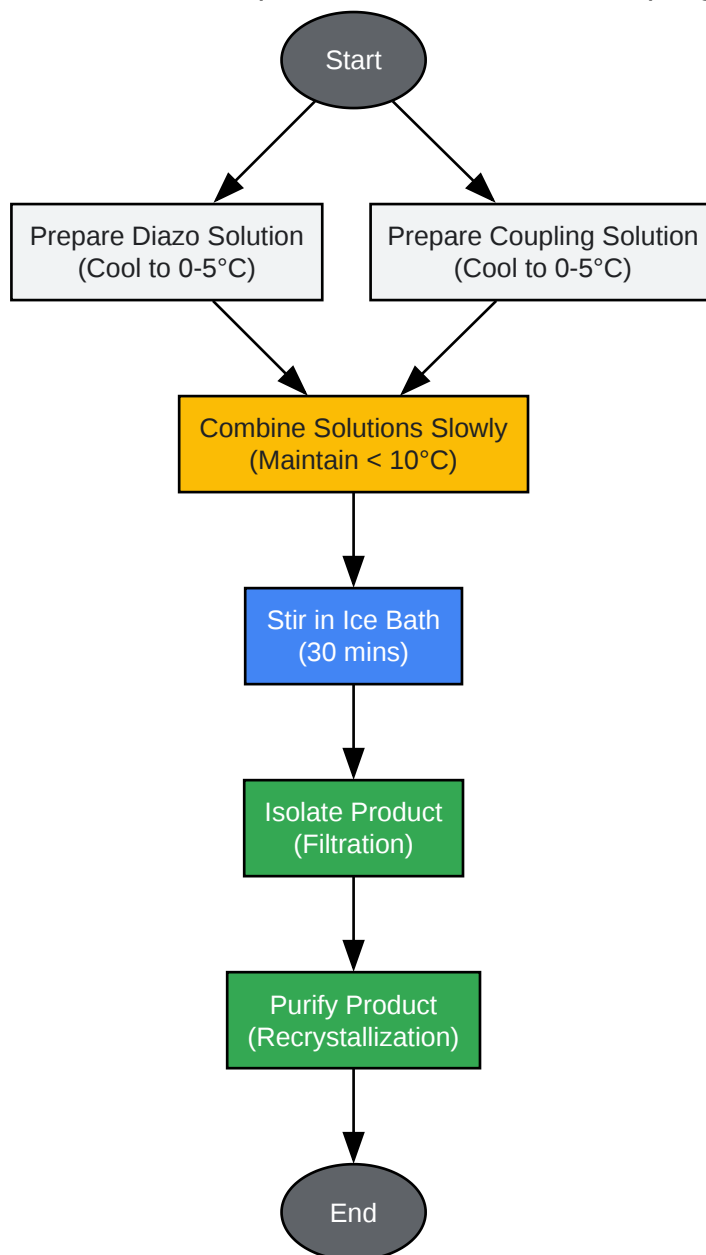 Start
Prepare Diazo Solution
(Cool to 0-5°C)
Prepare Coupling Solution
(Cool to 0-5°C)
Combine Solutions Slowly
(Maintain < 10°C)
Stir in Ice Bath
(30 mins)
Isolate Product
(Filtration)
Purify Product
(Recrystallization)
End